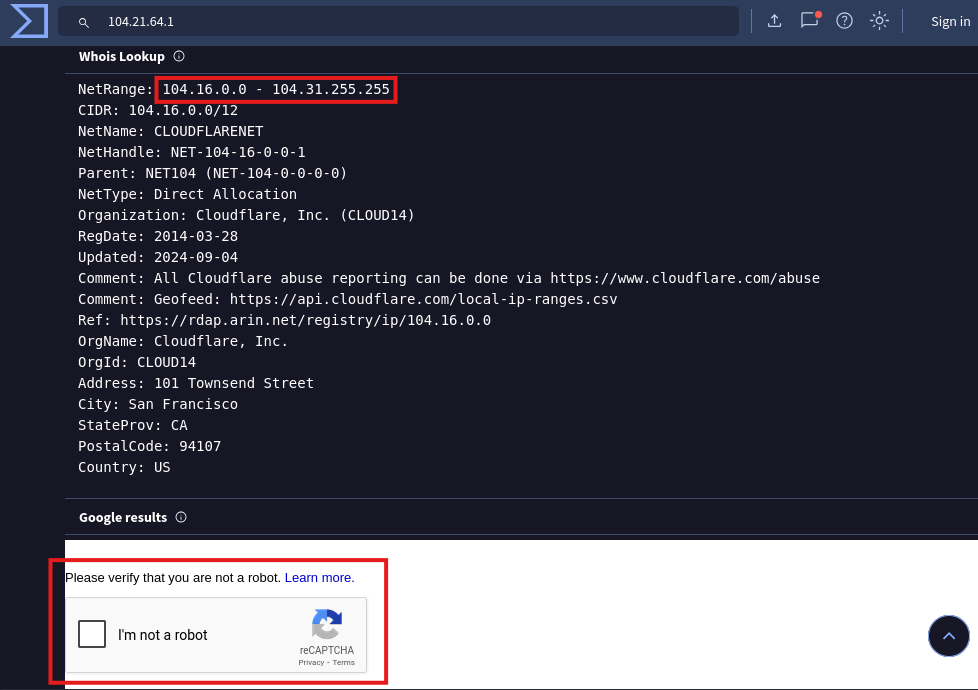 104.21.64.1
Sign in
Whois Lookup
NetRange: 104.16.0.0 - 104.31.255.255
CIDR: 104.16.0.0/12
NetName: CLOUDFLARENET
NetHandle: NET-104-16-0-0-1
Parent: NET104 (NET-104-0-0-0-0)
NetType: Direct Allocation
Organization: Cloudflare, Inc. (CLOUD14)
RegDate: 2014-03-28
Updated: 2024-09-04
Comment: All Cloudflare abuse reporting can be done via https://www.cloudflare.com/abuse
Comment: Geofeed: https://api.cloudflare.com/local-ip-ranges.csv
Ref: https://rdap.arin.net/registry/ip/104.16.0.0
OrgName: Cloudflare, Inc.
OrgId: CLOUD14
Address: 101 Townsend Street
City: San Francisco
StateProv: CA
PostalCode: 94107
Country: US
Google results
Please verify that you are not a robot. Learn more.
I'm not a robot
reCAPTCHA
Privacy - Terms